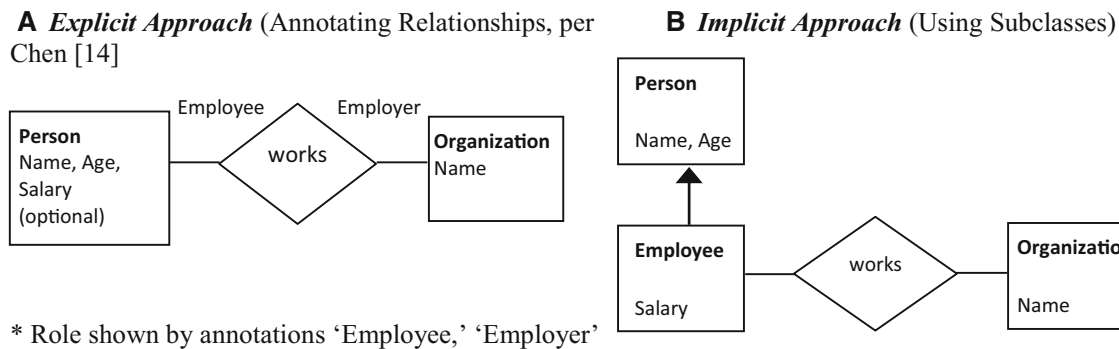 A Explicit Approach (Annotating Relationships, per
Chen [14]
Employee
Employer
Person
Name, Age,
Salary
(optional)
works
Organization
Name
* Role shown by annotations ‘Employee,’ ‘Employer’
B Implicit Approach (Using Subclasses)
Person
Name, Age
Employee
Salary
works
Organizatio
Name